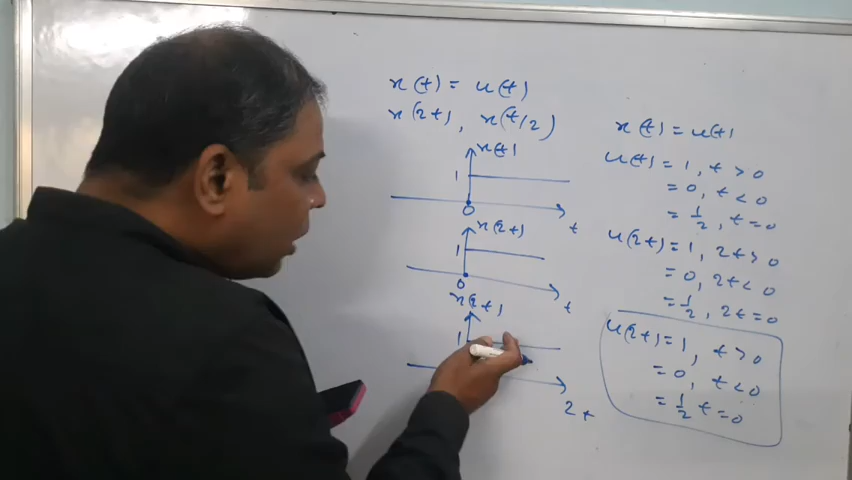 x(t) = u(t)
x(2t), x(t/2)
x(t)
1
0
t
x(2t)
1
0
t
x(2t)
1
2t
x(t) = u(t)
u(t) = 1, t > 0
= 0, t < 0
= 1/2, t = 0
u(2t) = 1, 2t > 0
= 0, 2t < 0
= 1/2, 2t = 0
u(2t) = 1, t > 0
= 0, t < 0
= 1/2 t = 0